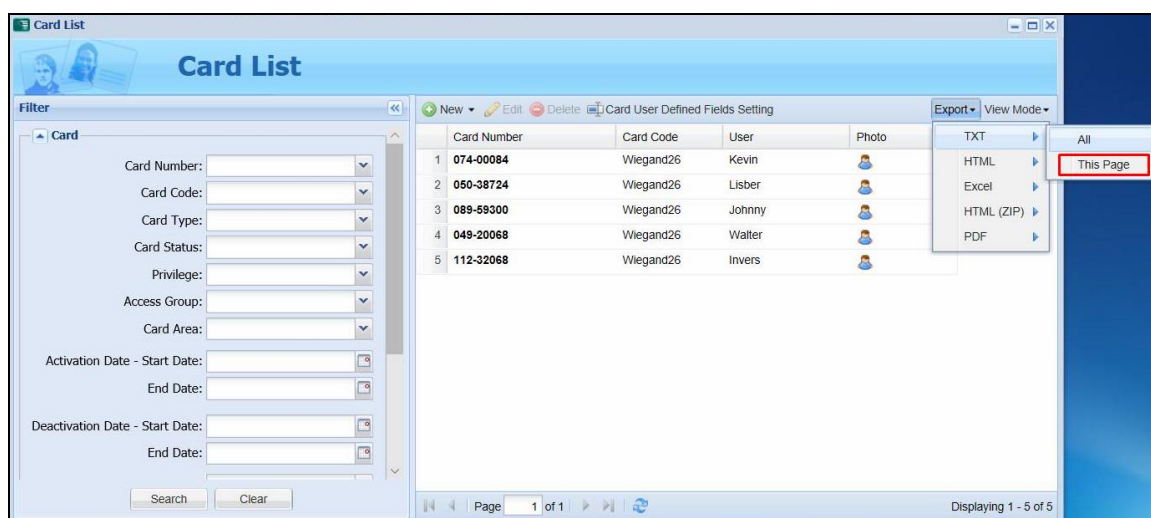 Card List
Card List
Filter
Card
Card Number:
Card Code:
Card Type:
Card Status:
Privilege:
Access Group:
Card Area:
Activation Date - Start Date:
End Date:
Deactivation Date - Start Date:
End Date:
Search Clear
New Edit Delete Card User Defined Fields Setting Export View Mode
Card Number Card Code User Photo
1 074-00084 Wiegand26 Kevin
2 050-38724 Wiegand26 Lisber
3 089-59300 Wiegand26 Johnny
4 049-20068 Wiegand26 Walter
5 112-32068 Wiegand26 Invers
TXT
HTML
Excel
HTML (ZIP)
PDF
All
This Page
Page 1 of 1 Displaying 1 - 5 of 5